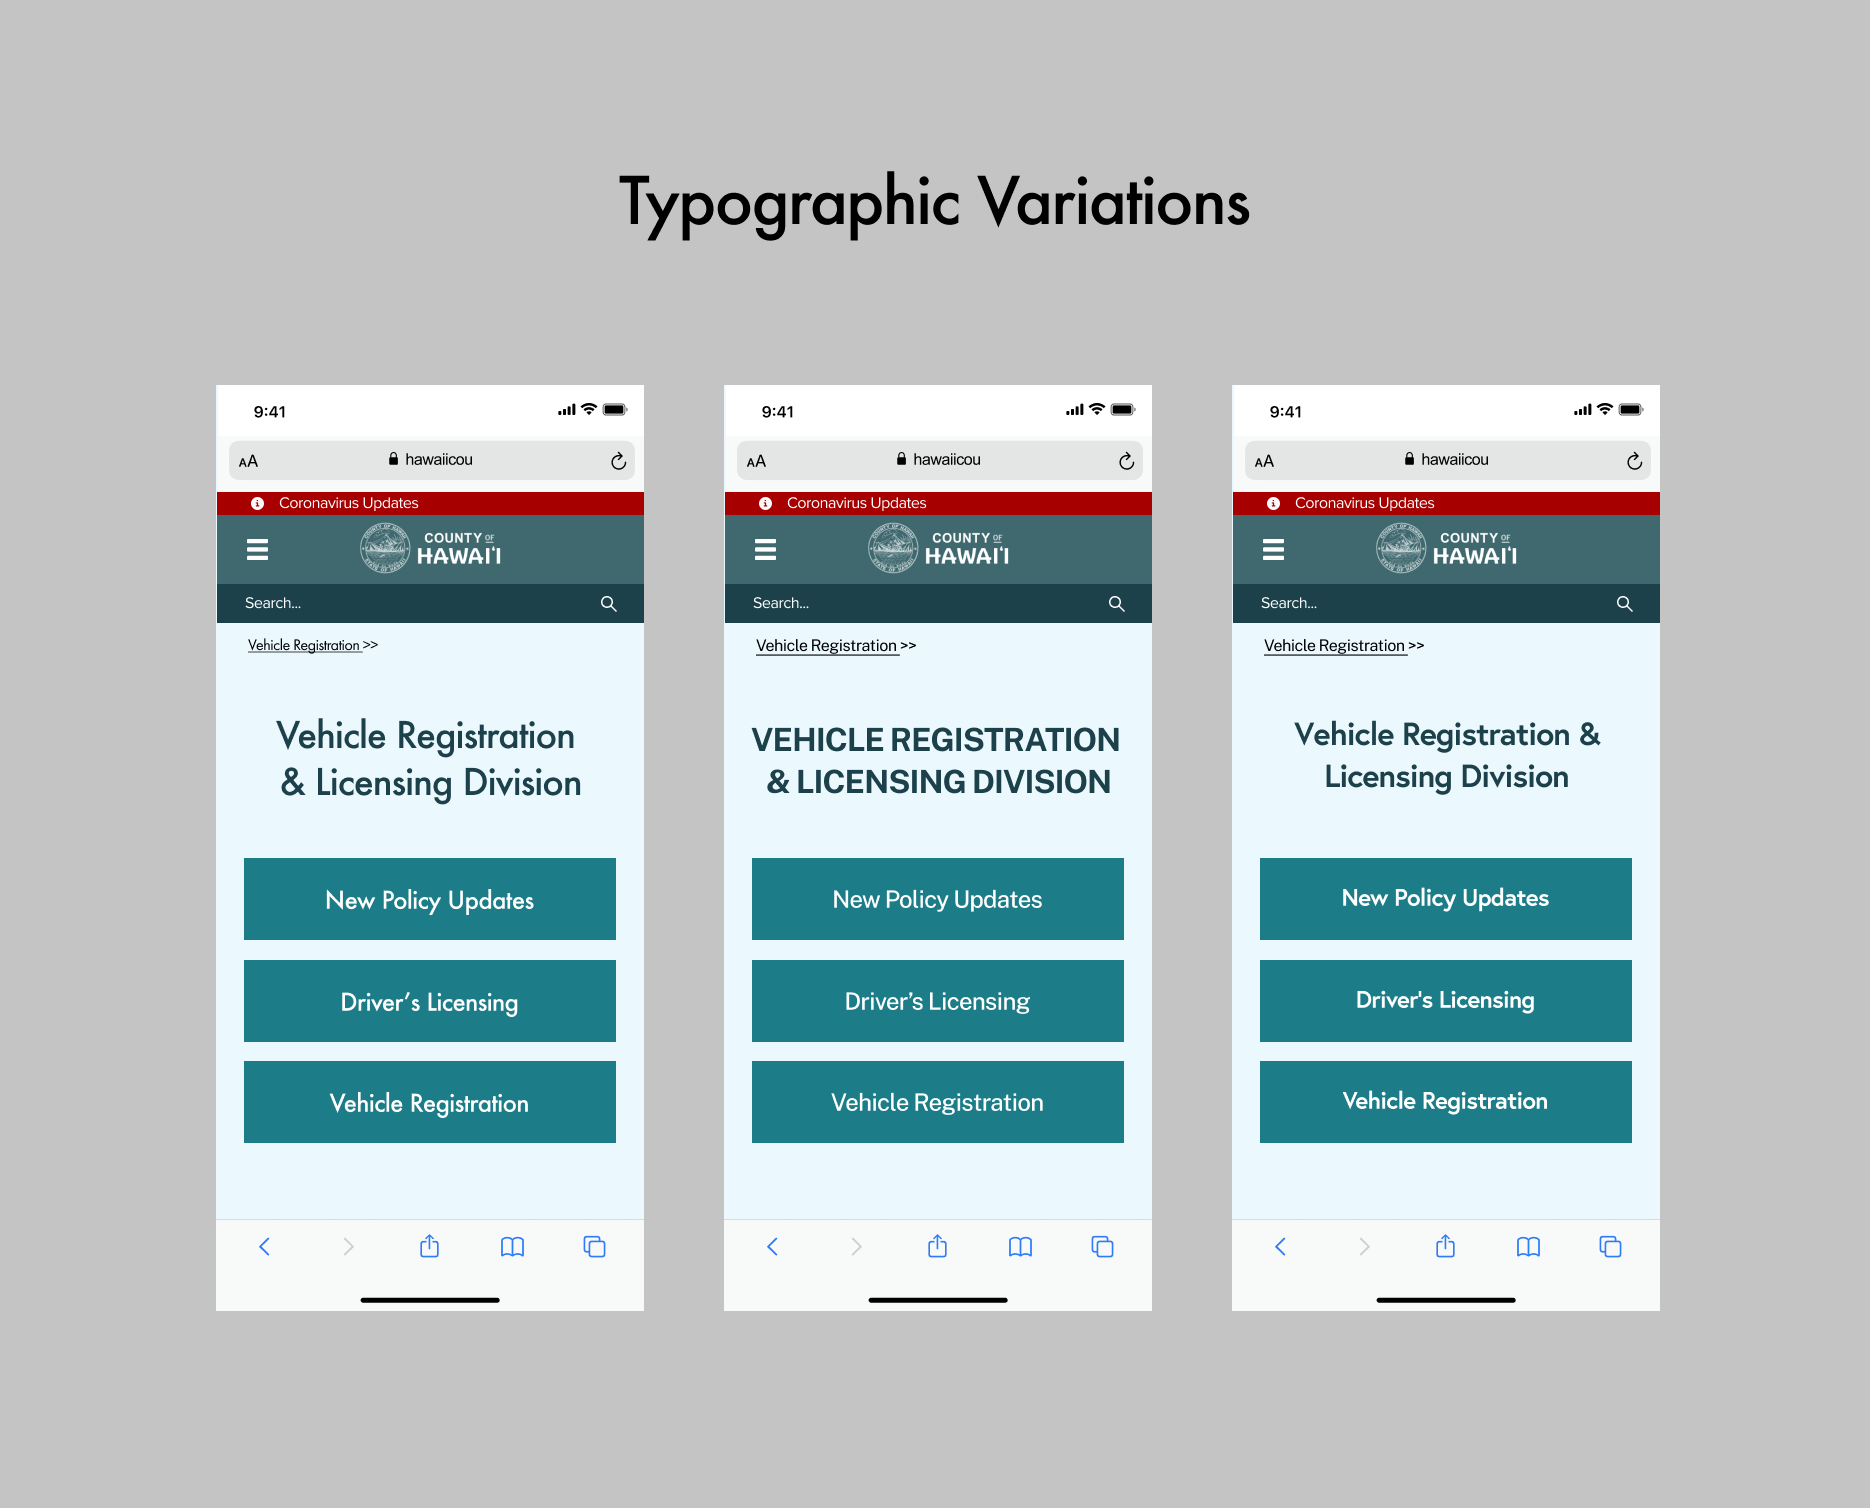 Typographic Variations
9:41
AA
hawaiicou
Coronavirus Updates
COUNTY OF
HAWAIʻI
Search...
Vehicle Registration >>
Vehicle Registration
& Licensing Division
New Policy Updates
Driver’s Licensing
Vehicle Registration
9:41
AA
hawaiicou
Coronavirus Updates
COUNTY OF
HAWAIʻI
Search...
Vehicle Registration >>
VEHICLE REGISTRATION
& LICENSING DIVISION
New Policy Updates
Driver’s Licensing
Vehicle Registration
9:41
AA
hawaiicou
Coronavirus Updates
COUNTY OF
HAWAIʻI
Search...
Vehicle Registration >>
Vehicle Registration &
Licensing Division
New Policy Updates
Driver's Licensing
Vehicle Registration